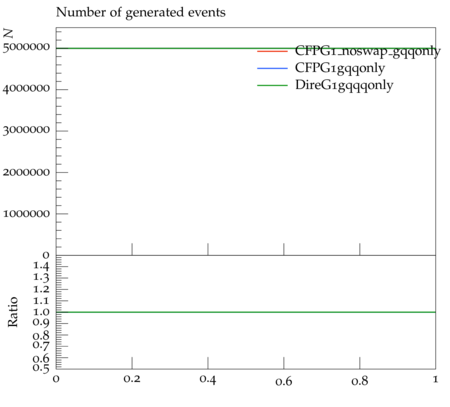 Number of generated events
N
5000000
4000000
3000000
2000000
1000000
0
CFPG1_noswap_gqqonly
CFPG1gqqonly
DireG1gqqqonly
Ratio
1.4
1.3
1.2
1.1
1.0
0.9
0.8
0.7
0.6
0.5
0 0.2 0.4 0.6 0.8 1